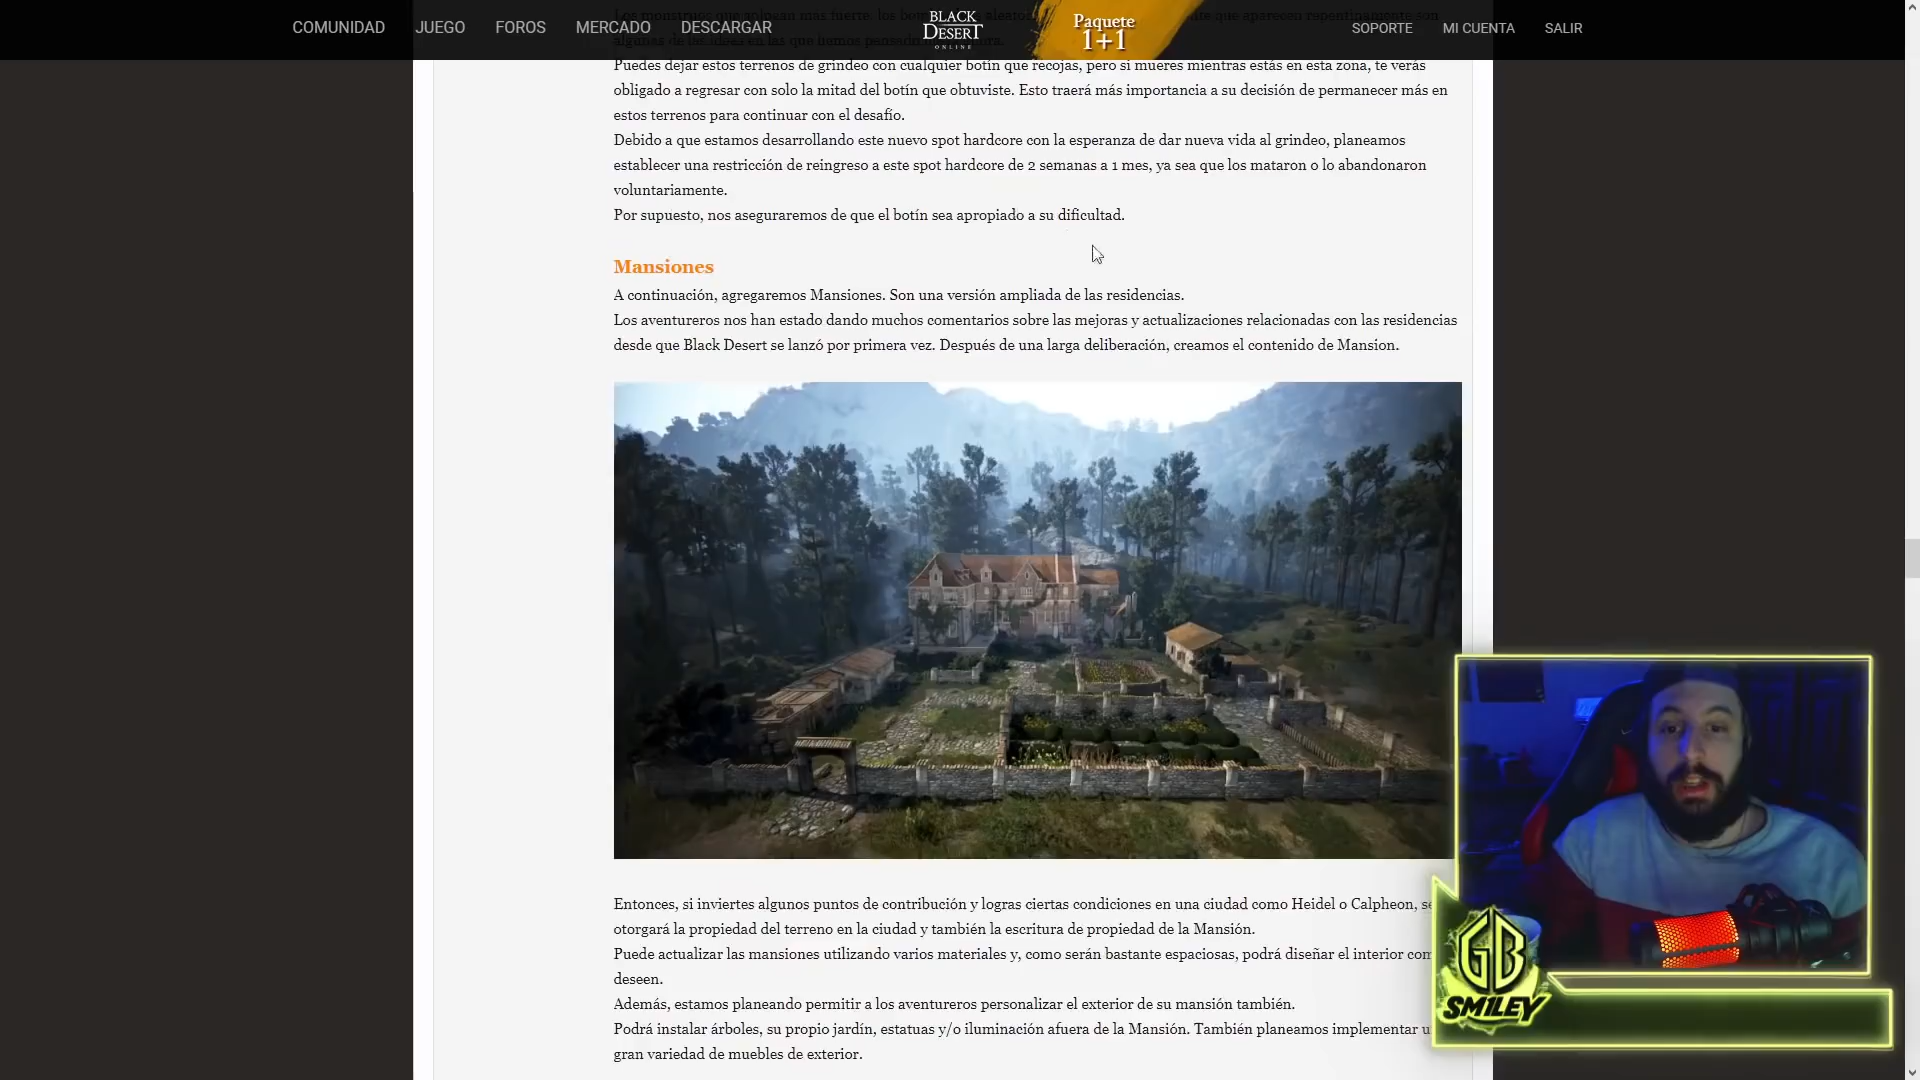 COMUNIDAD JUEGO FOROS MERCADO DESCARGAR BLACK DESERT ONLINE Paquete 1+1 SOPORTE MI CUENTA SALIR
Puedes dejar estos terrenos de grindeo con cualquier botín que recojas, pero si mueres mientras estás en esta zona, te verás
obligado a regresar con solo la mitad del botín que obtuviste. Esto traerá más importancia a su decisión de permanecer más en
estos terrenos para continuar con el desafío.
Debido a que estamos desarrollando este nuevo spot hardcore con la esperanza de dar nueva vida al grindeo, planeamos
establecer una restricción de reingreso a este spot hardcore de 2 semanas a 1 mes, ya sea que los mataron o lo abandonaron
voluntariamente.
Por supuesto, nos aseguraremos de que el botín sea apropiado a su dificultad.
Mansiones
A continuación, agregaremos Mansiones. Son una versión ampliada de las residencias.
Los aventureros nos han estado dando muchos comentarios sobre las mejoras y actualizaciones relacionadas con las residencias
desde que Black Desert se lanzó por primera vez. Después de una larga deliberación, creamos el contenido de Mansion.
Entonces, si inviertes algunos puntos de contribución y logras ciertas condiciones en una ciudad como Heidel o Calpheon,
otorgará la propiedad del terreno en la ciudad y también la escritura de propiedad de la Mansión.
Puede actualizar las mansiones utilizando varios materiales y, como serán bastante espaciosas, podrá diseñar el interior
deseen.
Además, estamos planeando permitir a los aventureros personalizar el exterior de su mansión también.
Podrá instalar árboles, su propio jardín, estatuas y/o iluminación afuera de la Mansión. También planeamos implementar
gran variedad de muebles de exterior.
GB
SMILEY